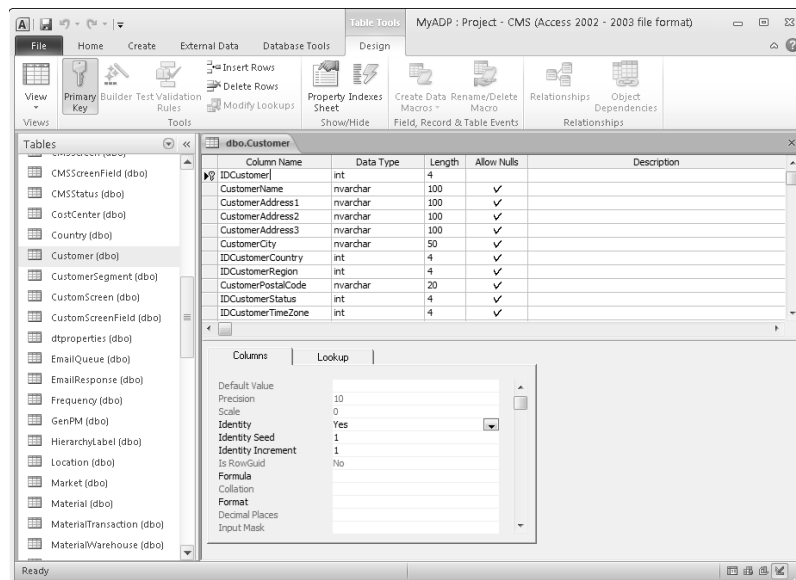 A
Table Tools
MyADP : Project - CMS (Access 2002 - 2003 file format)
File Home Create External Data Database Tools Design
View
Primary Key
Builder
Test Validation Rules
Insert Rows
Delete Rows
Modify Lookups
Property Sheet
Indexes
Create Data Macros
Rename/Delete Macro
Relationships
Object Dependencies
Views Tools Show/Hide Field, Record & Table Events Relationships
Tables
CMSScreenField (dbo)
CMSStatus (dbo)
CostCenter (dbo)
Country (dbo)
Customer (dbo)
CustomerSegment (dbo)
CustomScreen (dbo)
CustomScreenField (dbo)
dtproperties (dbo)
EmailQueue (dbo)
EmailResponse (dbo)
Frequency (dbo)
GenPM (dbo)
HierarchyLabel (dbo)
Location (dbo)
Market (dbo)
Material (dbo)
MaterialTransaction (dbo)
MaterialWarehouse (dbo)
dbo.Customer
Column Name Data Type Length Allow Nulls Description
IDCustomer int 4
CustomerName nvarchar 100
CustomerAddress1 nvarchar 100
CustomerAddress2 nvarchar 100
CustomerAddress3 nvarchar 100
CustomerCity nvarchar 50
IDCustomerCountry int 4
IDCustomerRegion int 4
CustomerPostalCode nvarchar 20
IDCustomerStatus int 4
IDCustomerTimeZone int 4
Columns Lookup
Default Value
Precision 10
Scale 0
Identity Yes
Identity Seed 1
Identity Increment 1
Is RowGuid No
Formula
Collation
Format
Decimal Places
Input Mask
Ready